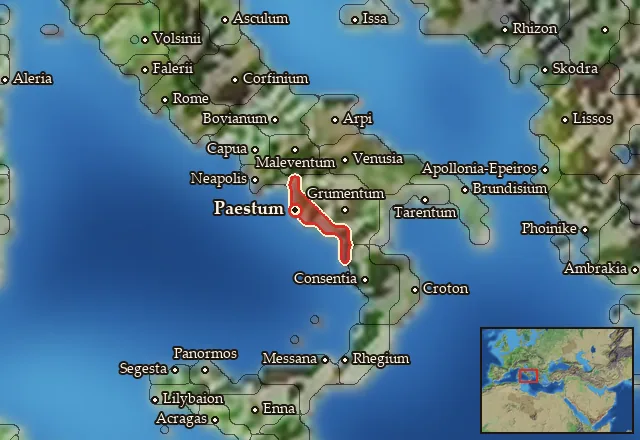 Asculum
Issa
Rhizon
Volsinii
Falerii
Skodra
Aleria
Corfinium
Rome
Bovianum
Arpi
Lissos
Capua
Maleventum
Venusia
Apollonia-Epeiros
Neapolis
Grumentum
Brundisium
Paestum
Tarentum
Phoinike
Ambrakia
Consentia
Croton
Panormos
Messana
Rhegium
Segesta
Lilybaion
Enna
Acragas